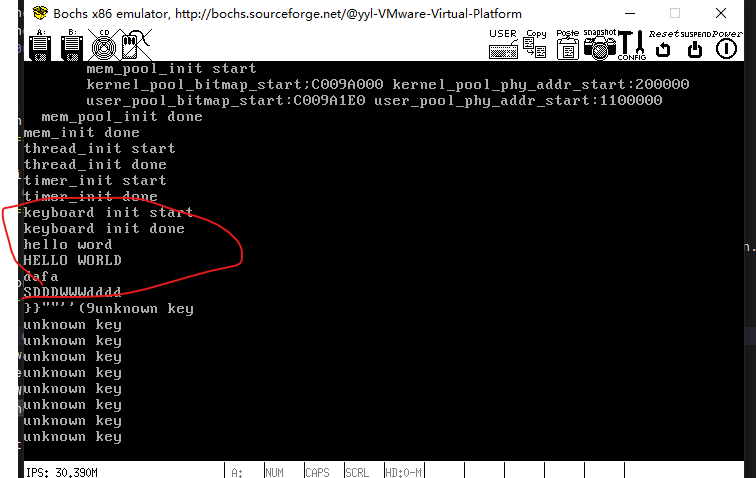 Bochs x86 emulator, http://bochs.sourceforge.net/@yyl-VMware-Virtual-Platform
A: B: CD USER Copy Paste snapshot CONFIG Reset SUSPEND Power
mem_pool_init start
kernel_pool_bitmap_start;C009A000 kernel_pool_phy_addr_start:200000
user_pool_bitmap_start:C009A1E0 user_pool_phy_addr_start:1100000
mem_pool_init done
mem_init done
thread_init start
thread_init done
timer_init start
timer_init done
keyboard init start
keyboard init done
hello word
HELLO WORLD
dafa
SDDDWWWdddd
}}""''(9unknown key
unknown key
unknown key
unknown key
unknown key
unknown key
unknown key
unknown key
unknown key
IPS: 30.390M A: NUM CAPS SCRL HD:0-M